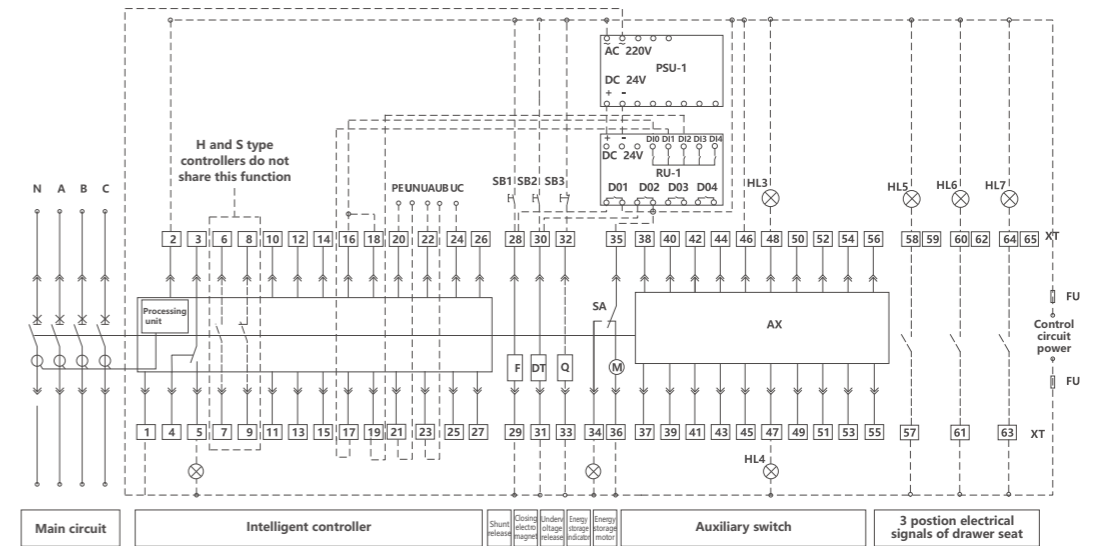 AC 220V
PSU-1
DC 24V
+ -
H and S type
controllers do not
share this function
+ - DI0 DI1 DI2 DI3 DI4
DC 24V
RU-1
D01 D02 D03 D04
N A B C
PE UN UA UB UC
SB1 SB2 SB3
HL3
HL5 HL6 HL7
2 3 6 8 10 12 14 16 18 20 22 24 26 28 30 32 35 38 40 42 44 46 48 50 52 54 56 58 59 60 62 64 65 XT
Processing
unit
SA
AX
FU
Control
circuit
power
FU
F DT Q M
1 4 5 7 9 11 13 15 17 19 21 23 25 27 29 31 33 34 36 37 39 41 43 45 47 49 51 53 55 57 61 63 XT
HL4
Main circuit
Intelligent controller
Shunt
release
Closing
electro
magnet
Underv
oltage
release
Energy
storage
indicator
Energy
storage
motor
Auxiliary switch
3 postion electrical
signals of drawer seat